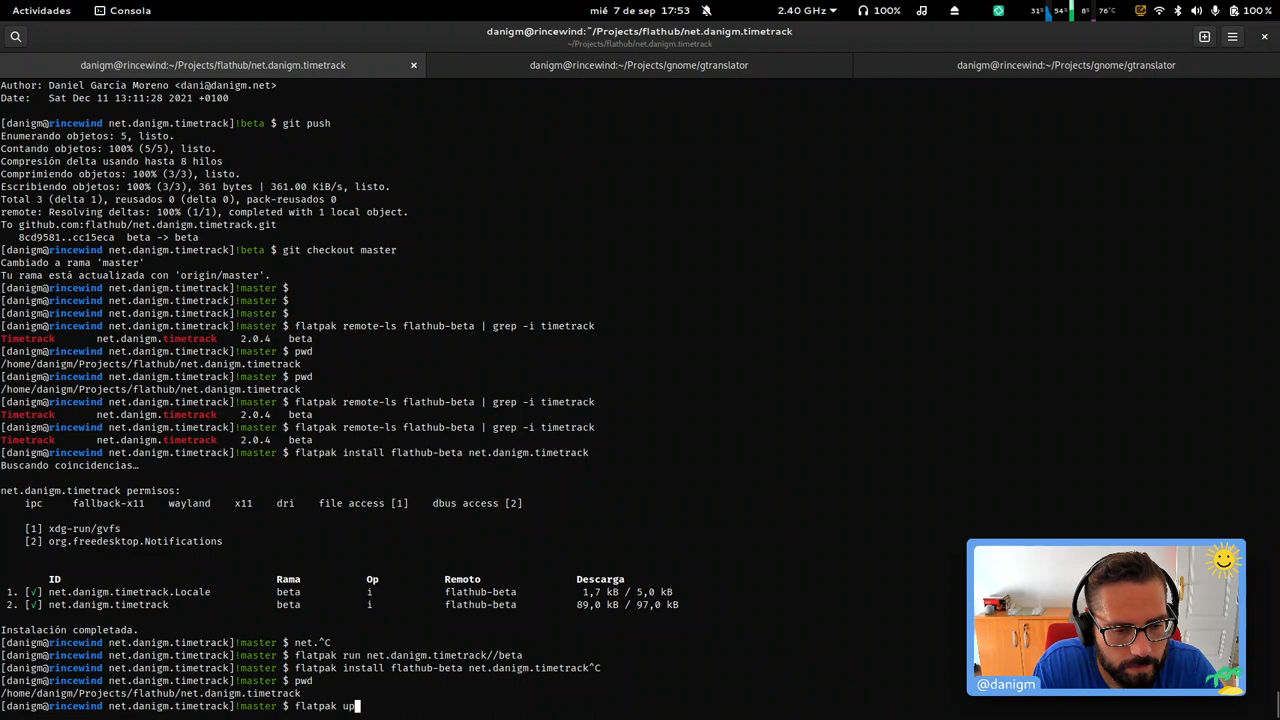 Actividades
Consola
mié 7 de sep 17:53
2.40 GHz
100%
31%
54%
8%
76°C
100 %
danigm@rincewind:~/Projects/flathub/net.danigm.timetrack
~/Projects/flathub/net.danigm.timetrack
danigm@rincewind:~/Projects/flathub/net.danigm.timetrack
danigm@rincewind:~/Projects/gnome/gtranslator
danigm@rincewind:~/Projects/gnome/gtranslator
Author: Daniel García Moreno <dani@danigm.net>
Date:   Sat Dec 11 13:11:28 2021 +0100
[danigm@rincewind net.danigm.timetrack]!beta $ git push
Enumerando objetos: 5, listo.
Contando objetos: 100% (5/5), listo.
Compresión delta usando hasta 8 hilos
Comprimiendo objetos: 100% (3/3), listo.
Escribiendo objetos: 100% (3/3), 361 bytes | 361.00 KiB/s, listo.
Total 3 (delta 1), reusados 0 (delta 0), pack-reusados 0
remote: Resolving deltas: 100% (1/1), completed with 1 local object.
To github.com:flathub/net.danigm.timetrack.git
   8cd9581..cc15eca  beta -> beta
[danigm@rincewind net.danigm.timetrack]!beta $ git checkout master
Cambiado a rama 'master'
Tu rama está actualizada con 'origin/master'.
[danigm@rincewind net.danigm.timetrack]!master $
[danigm@rincewind net.danigm.timetrack]!master $
[danigm@rincewind net.danigm.timetrack]!master $
[danigm@rincewind net.danigm.timetrack]!master $ flatpak remote-ls flathub-beta | grep -i timetrack
Timetrack       net.danigm.timetrack    2.0.4   beta
[danigm@rincewind net.danigm.timetrack]!master $ pwd
/home/danigm/Projects/flathub/net.danigm.timetrack
[danigm@rincewind net.danigm.timetrack]!master $ pwd
/home/danigm/Projects/flathub/net.danigm.timetrack
[danigm@rincewind net.danigm.timetrack]!master $ flatpak remote-ls flathub-beta | grep -i timetrack
Timetrack       net.danigm.timetrack    2.0.4   beta
[danigm@rincewind net.danigm.timetrack]!master $ flatpak remote-ls flathub-beta | grep -i timetrack
Timetrack       net.danigm.timetrack    2.0.4   beta
[danigm@rincewind net.danigm.timetrack]!master $ flatpak install flathub-beta net.danigm.timetrack
Buscando coincidencias…
net.danigm.timetrack permisos:
    ipc     fallback-x11     wayland     x11     dri     file access [1]     dbus access [2]
    [1] xdg-run/gvfs
    [2] org.freedesktop.Notifications
        ID                                  Rama          Op          Remoto                Descarga
 1. [√] net.danigm.timetrack.Locale         beta          i           flathub-beta           1,7 kB / 5,0 kB
 2. [√] net.danigm.timetrack                beta          i           flathub-beta          89,0 kB / 97,0 kB
Instalación completada.
[danigm@rincewind net.danigm.timetrack]!master $ net.^C
[danigm@rincewind net.danigm.timetrack]!master $ flatpak run net.danigm.timetrack//beta
[danigm@rincewind net.danigm.timetrack]!master $ flatpak install flathub-beta net.danigm.timetrack^C
[danigm@rincewind net.danigm.timetrack]!master $ pwd
/home/danigm/Projects/flathub/net.danigm.timetrack
[danigm@rincewind net.danigm.timetrack]!master $ flatpak up
@danigm